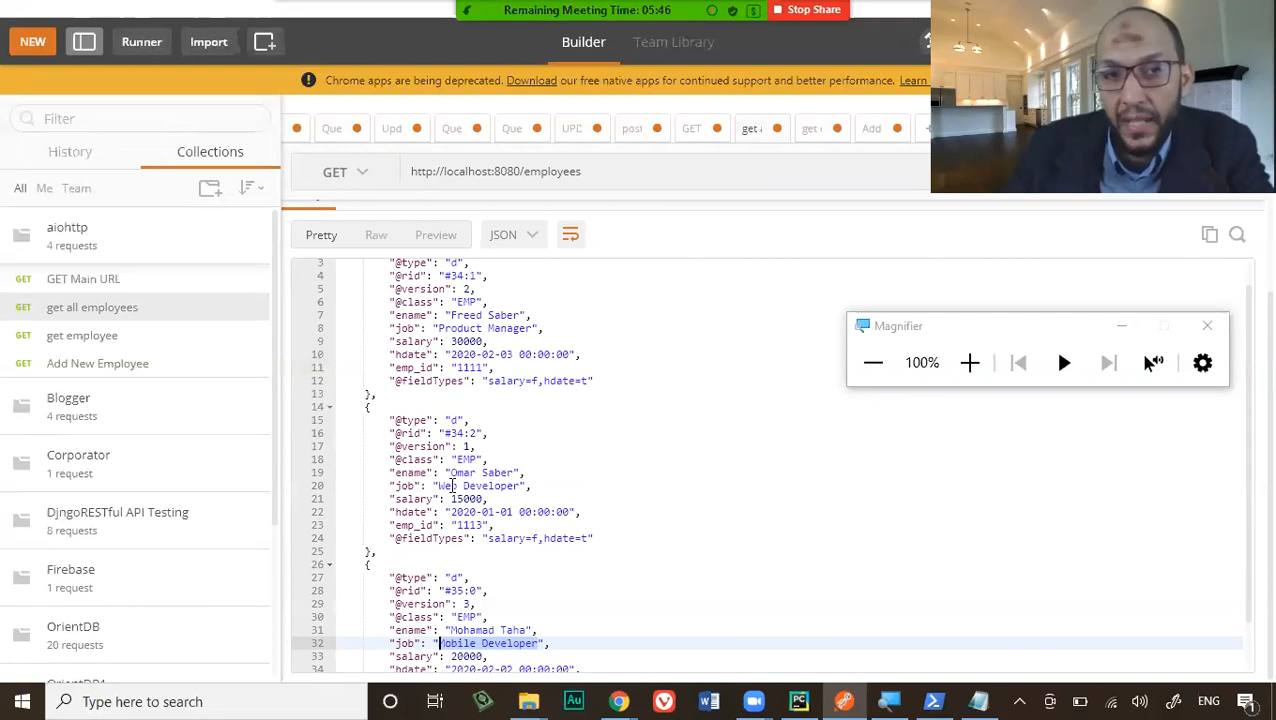 Remaining Meeting Time: 05:46
Stop Share
NEW
Runner
Import
Builder
Team Library
Chrome apps are being deprecated. Download our free native apps for continued support and better performance. Learn
Filter
Que
Upd
Que
Que
UPD
post
GET
get a
get e
Add
History
Collections
GET
http://localhost:8080/employees
All
Me
Team
Pretty
Raw
Preview
JSON
aiohttp
4 requests
GET GET Main URL
GET get all employees
GET get employee
GET Add New Employee
Blogger
4 requests
Corporator
1 request
DjngoRESTful API Testing
8 requests
Firebase
1 request
OrientDB
20 requests
OrientDB1
3 "@type": "d",
4 "@rid": "#34:1",
5 "@version": 2,
6 "@class": "EMP",
7 "ename": "Freed Saber",
8 "job": "Product Manager",
9 "salary": 30000,
10 "hdate": "2020-02-03 00:00:00",
11 "emp_id": "1111",
12 "@fieldTypes": "salary=f,hdate=t"
13 },
14 {
15 "@type": "d",
16 "@rid": "#34:2",
17 "@version": 1,
18 "@class": "EMP",
19 "ename": "Omar Saber",
20 "job": "Web Developer",
21 "salary": 15000,
22 "hdate": "2020-01-01 00:00:00",
23 "emp_id": "1113",
24 "@fieldTypes": "salary=f,hdate=t"
25 },
26 {
27 "@type": "d",
28 "@rid": "#35:0",
29 "@version": 3,
30 "@class": "EMP",
31 "ename": "Mohamad Taha",
32 "job": "Mobile Developer",
33 "salary": 20000,
34 "hdate": "2020-02-02 00:00:00",
Magnifier
100%
Type here to search
ENG
1